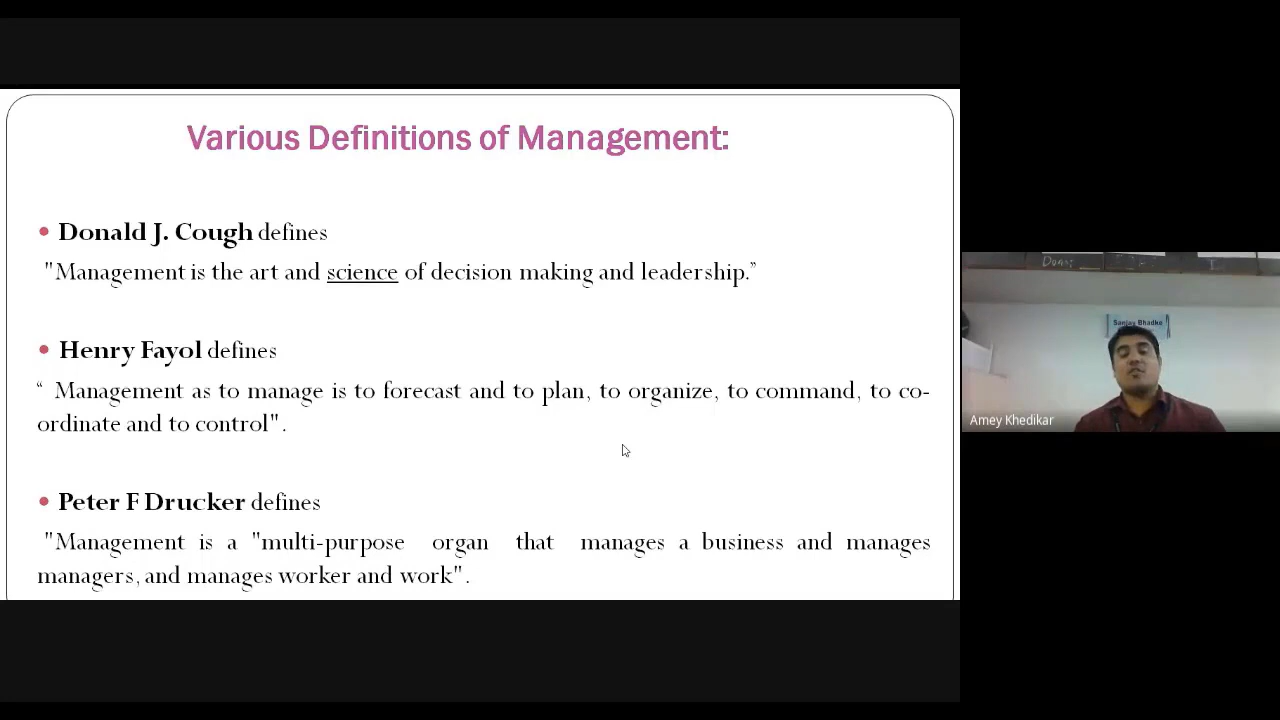 Various Definitions of Management:
• Donald J. Cough defines
"Management is the art and science of decision making and leadership.”
• Henry Fayol defines
“ Management as to manage is to forecast and to plan, to organize, to command, to co-
ordinate and to control".
• Peter F Drucker defines
"Management is a "multi-purpose organ that manages a business and manages
managers, and manages worker and work".
Sanjay Bhadke
Amey Khedikar